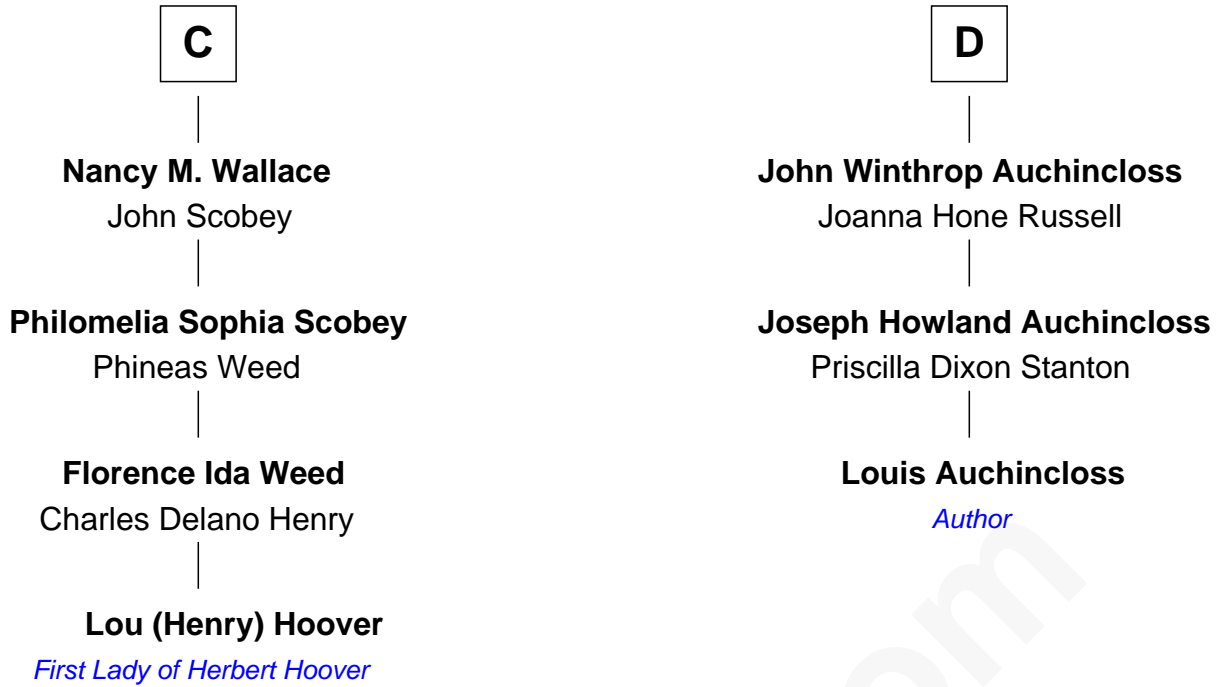 C
Nancy M. Wallace
John Scobey
Philomelia Sophia Scobey
Phineas Weed
Florence Ida Weed
Charles Delano Henry
Lou (Henry) Hoover
First Lady of Herbert Hoover
D
John Winthrop Auchincloss
Joanna Hone Russell
Joseph Howland Auchincloss
Priscilla Dixon Stanton
Louis Auchincloss
Author
om